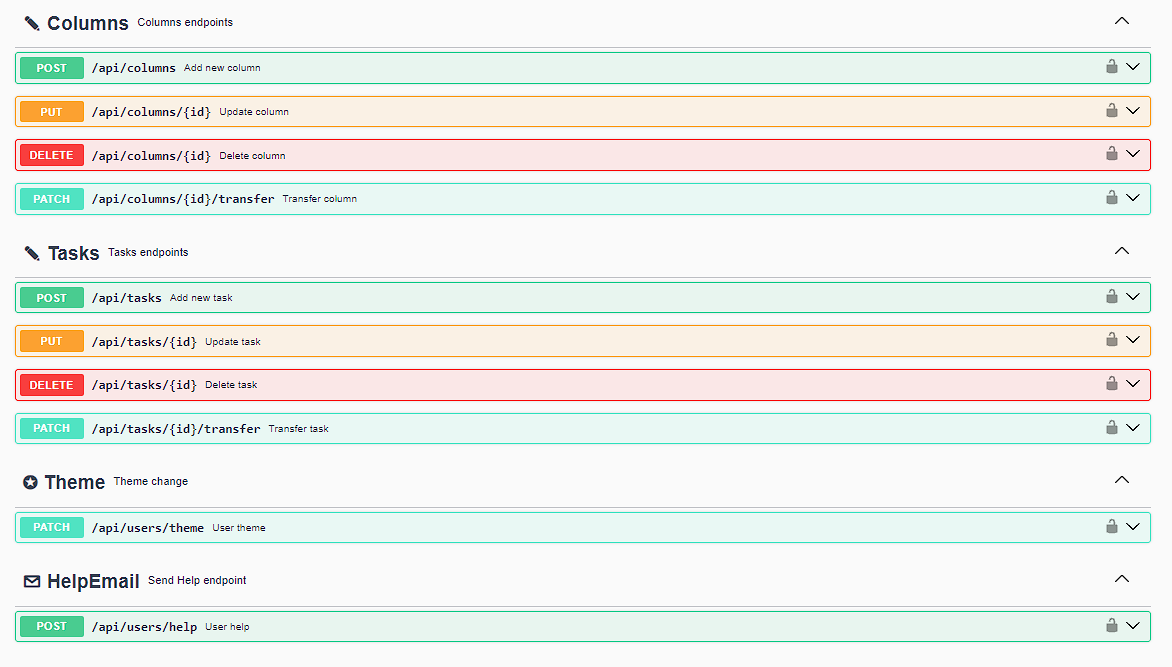 Columns Columns endpoints
POST /api/columns Add new column
PUT /api/columns/{id} Update column
DELETE /api/columns/{id} Delete column
PATCH /api/columns/{id}/transfer Transfer column
Tasks Tasks endpoints
POST /api/tasks Add new task
PUT /api/tasks/{id} Update task
DELETE /api/tasks/{id} Delete task
PATCH /api/tasks/{id}/transfer Transfer task
Theme Theme change
PATCH /api/users/theme User theme
HelpEmail Send Help endpoint
POST /api/users/help User help